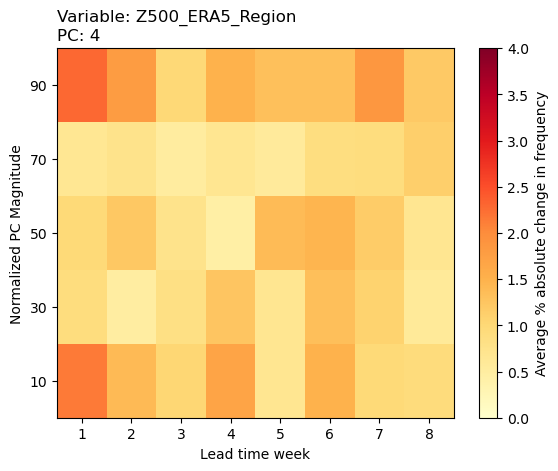 Variable: Z500_ERA5_Region
PC: 4
90
70
50
30
10
Normalized PC Magnitude
1 2 3 4 5 6 7 8
Lead time week
4.0
3.5
3.0
2.5
2.0
1.5
1.0
0.5
0.0
Average % absolute change in frequency